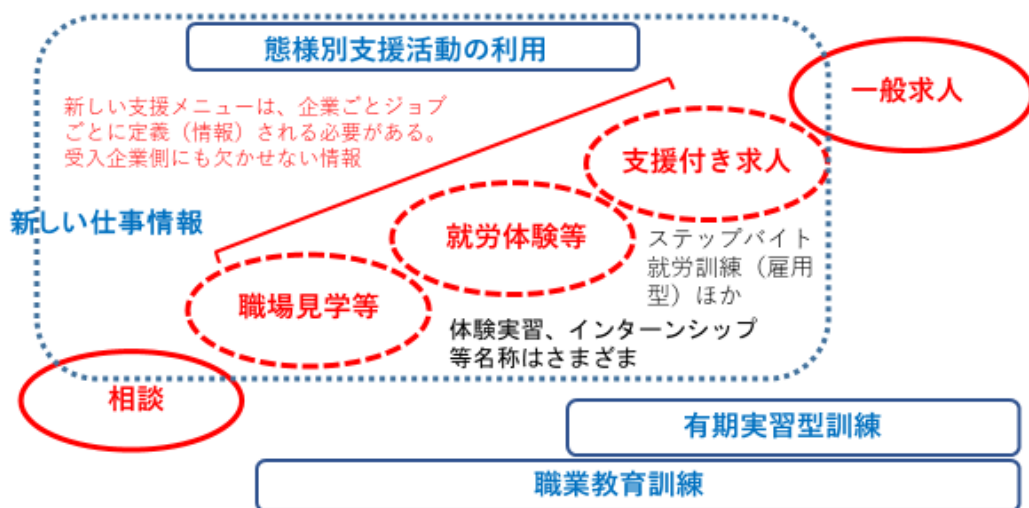 態様別支援活動の利用
一般求人
新しい支援メニューは、企業ごとジョブ
ごとに定義（情報）される必要がある。
受入企業側にも欠かせない情報
支援付き求人
新しい仕事情報
就労体験等
ステップバイト
就労訓練（雇用
型）ほか
職場見学等
体験実習、インターンシップ
等名称はさまざま
相談
有期実習型訓練
職業教育訓練